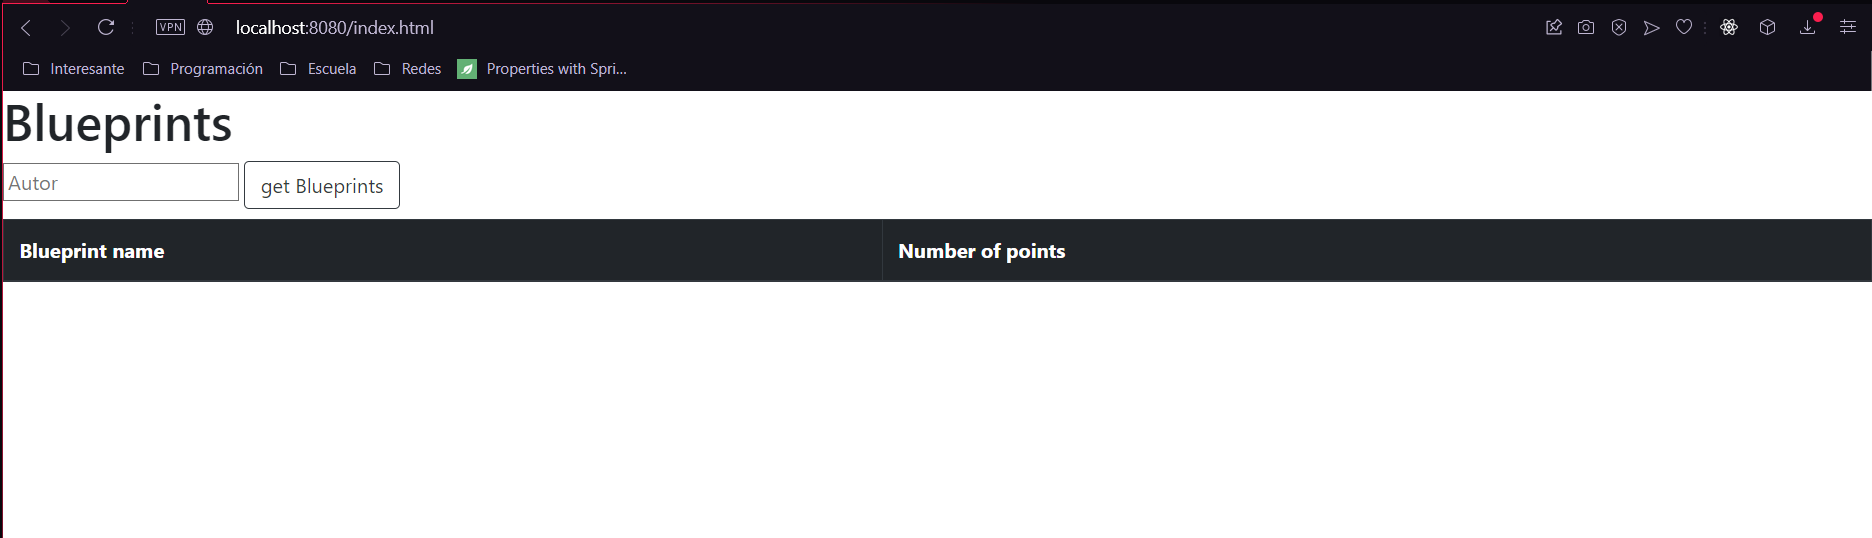 VPN localhost:8080/index.html
Interesante Programación Escuela Redes Properties with Spri...
Blueprints
Autor get Blueprints
Blueprint name Number of points